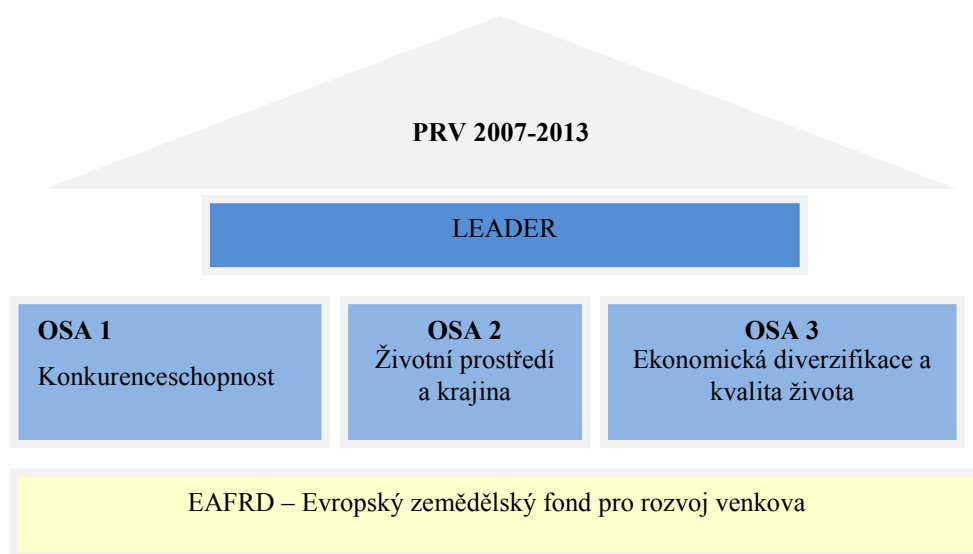 PRV 2007-2013
LEADER
OSA 1
Konkurenceschopnost
OSA 2
Životní prostředí
a krajina
OSA 3
Ekonomická diverzifikace a
kvalita života
EAFRD – Evropský zemědělský fond pro rozvoj venkova